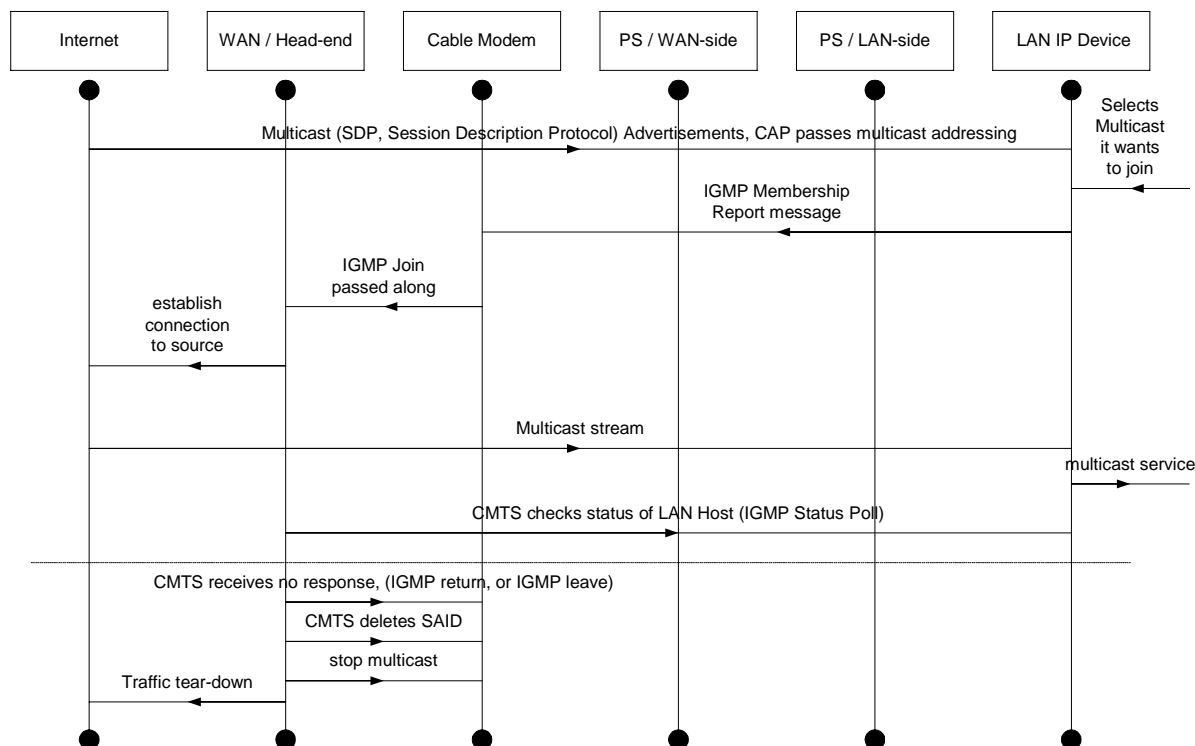 Internet
WAN / Head-end
Cable Modem
PS / WAN-side
PS / LAN-side
LAN IP Device
Multicast (SDP, Session Description Protocol) Advertisements, CAP passes multicast addressing
Selects
Multicast
it wants
to join
IGMP Membership
Report message
IGMP Join
passed along
establish
connection
to source
Multicast stream
multicast service
CMTS checks status of LAN Host (IGMP Status Poll)
CMTS receives no response, (IGMP return, or IGMP leave)
CMTS deletes SAID
stop multicast
Traffic tear-down